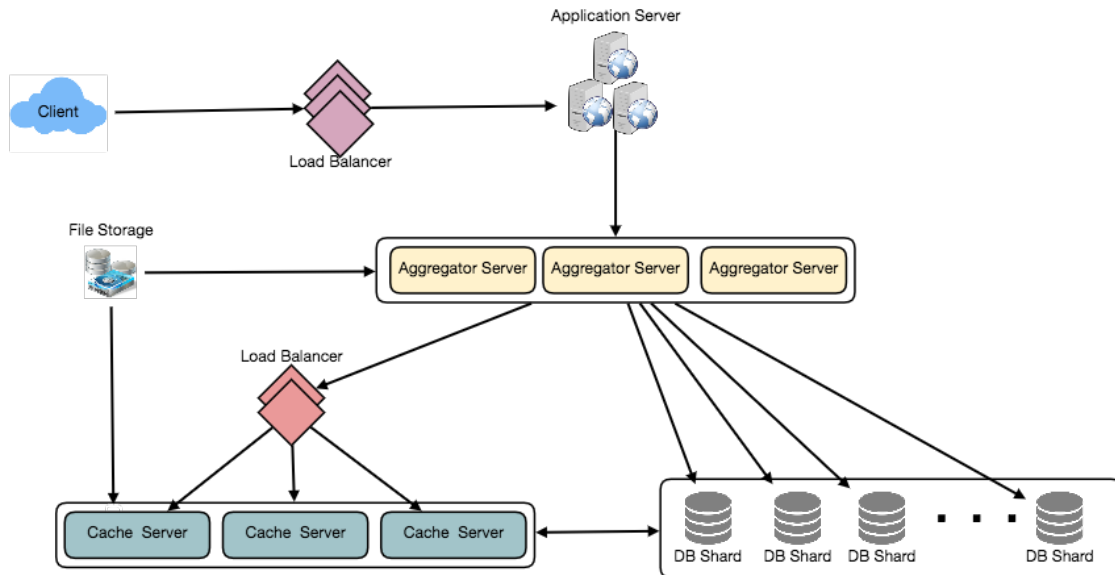 Application Server
Client
Load Balancer
File Storage
Aggregator Server
Aggregator Server
Aggregator Server
Load Balancer
Cache Server
Cache Server
Cache Server
DB Shard
DB Shard
DB Shard
DB Shard